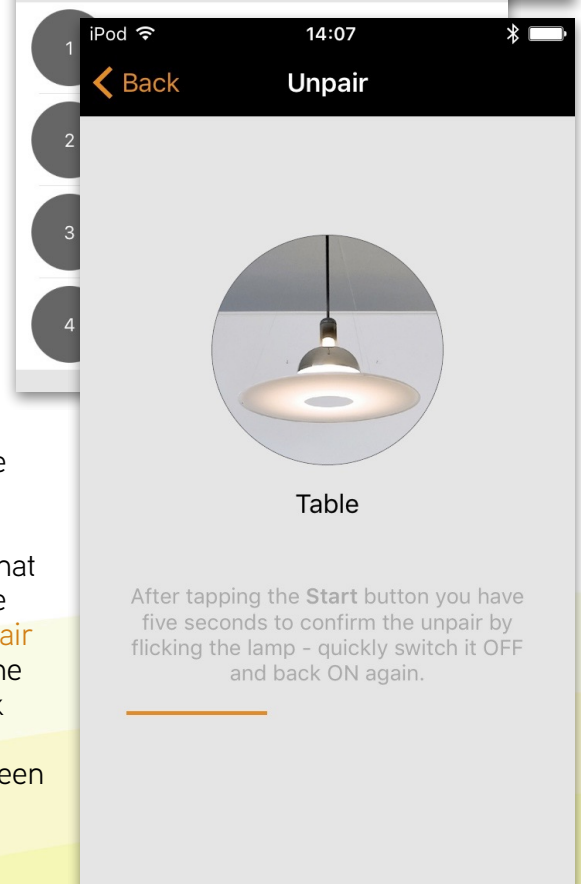 1
2
3
4
iPod 14:07
Back Unpair
Table
After tapping the Start button you have
five seconds to confirm the unpair by
flicking the lamp - quickly switch it OFF
and back ON again.